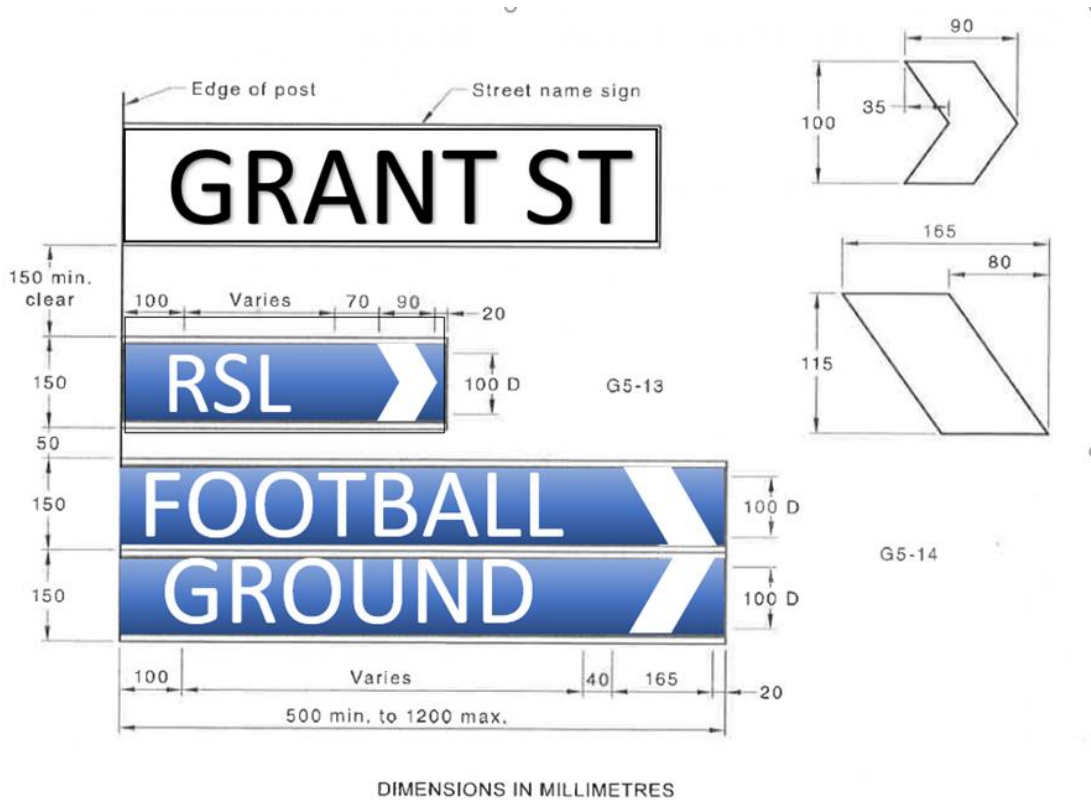 Edge of post
Street name sign
GRANT ST
150 min.
clear
100 Varies 70 90 20
150
RSL
100 D
G5-13
50
150
FOOTBALL
100 D
G5-14
150
GROUND
100 D
100 Varies 40 165 20
500 min. to 1200 max.
90
35
100
165
80
115
DIMENSIONS IN MILLIMETRES